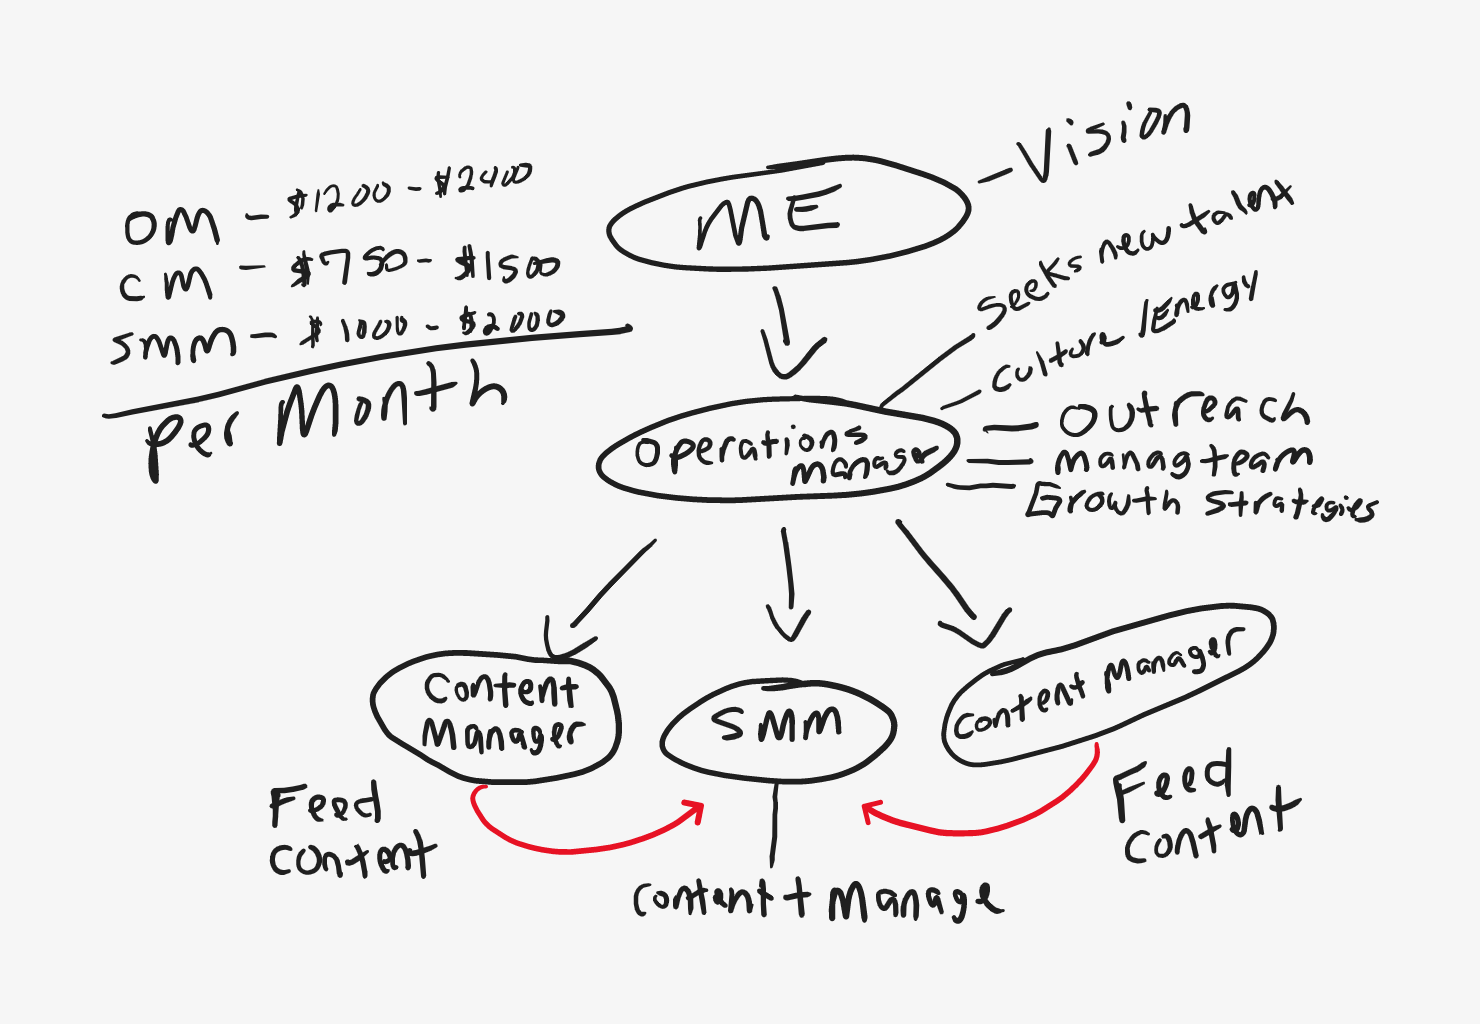 - Vision
ME
OM - $1200 - $2400
CM - $750 - $1500
SMM - $1000 - $2000
per Month
seeks new talent
culture/Energy
Operations
manager
- Outreach
- manag team
- Growth Strategies
Content
Manager
SMM
Content Manager
Feed
content
Feed
content
content + Manage